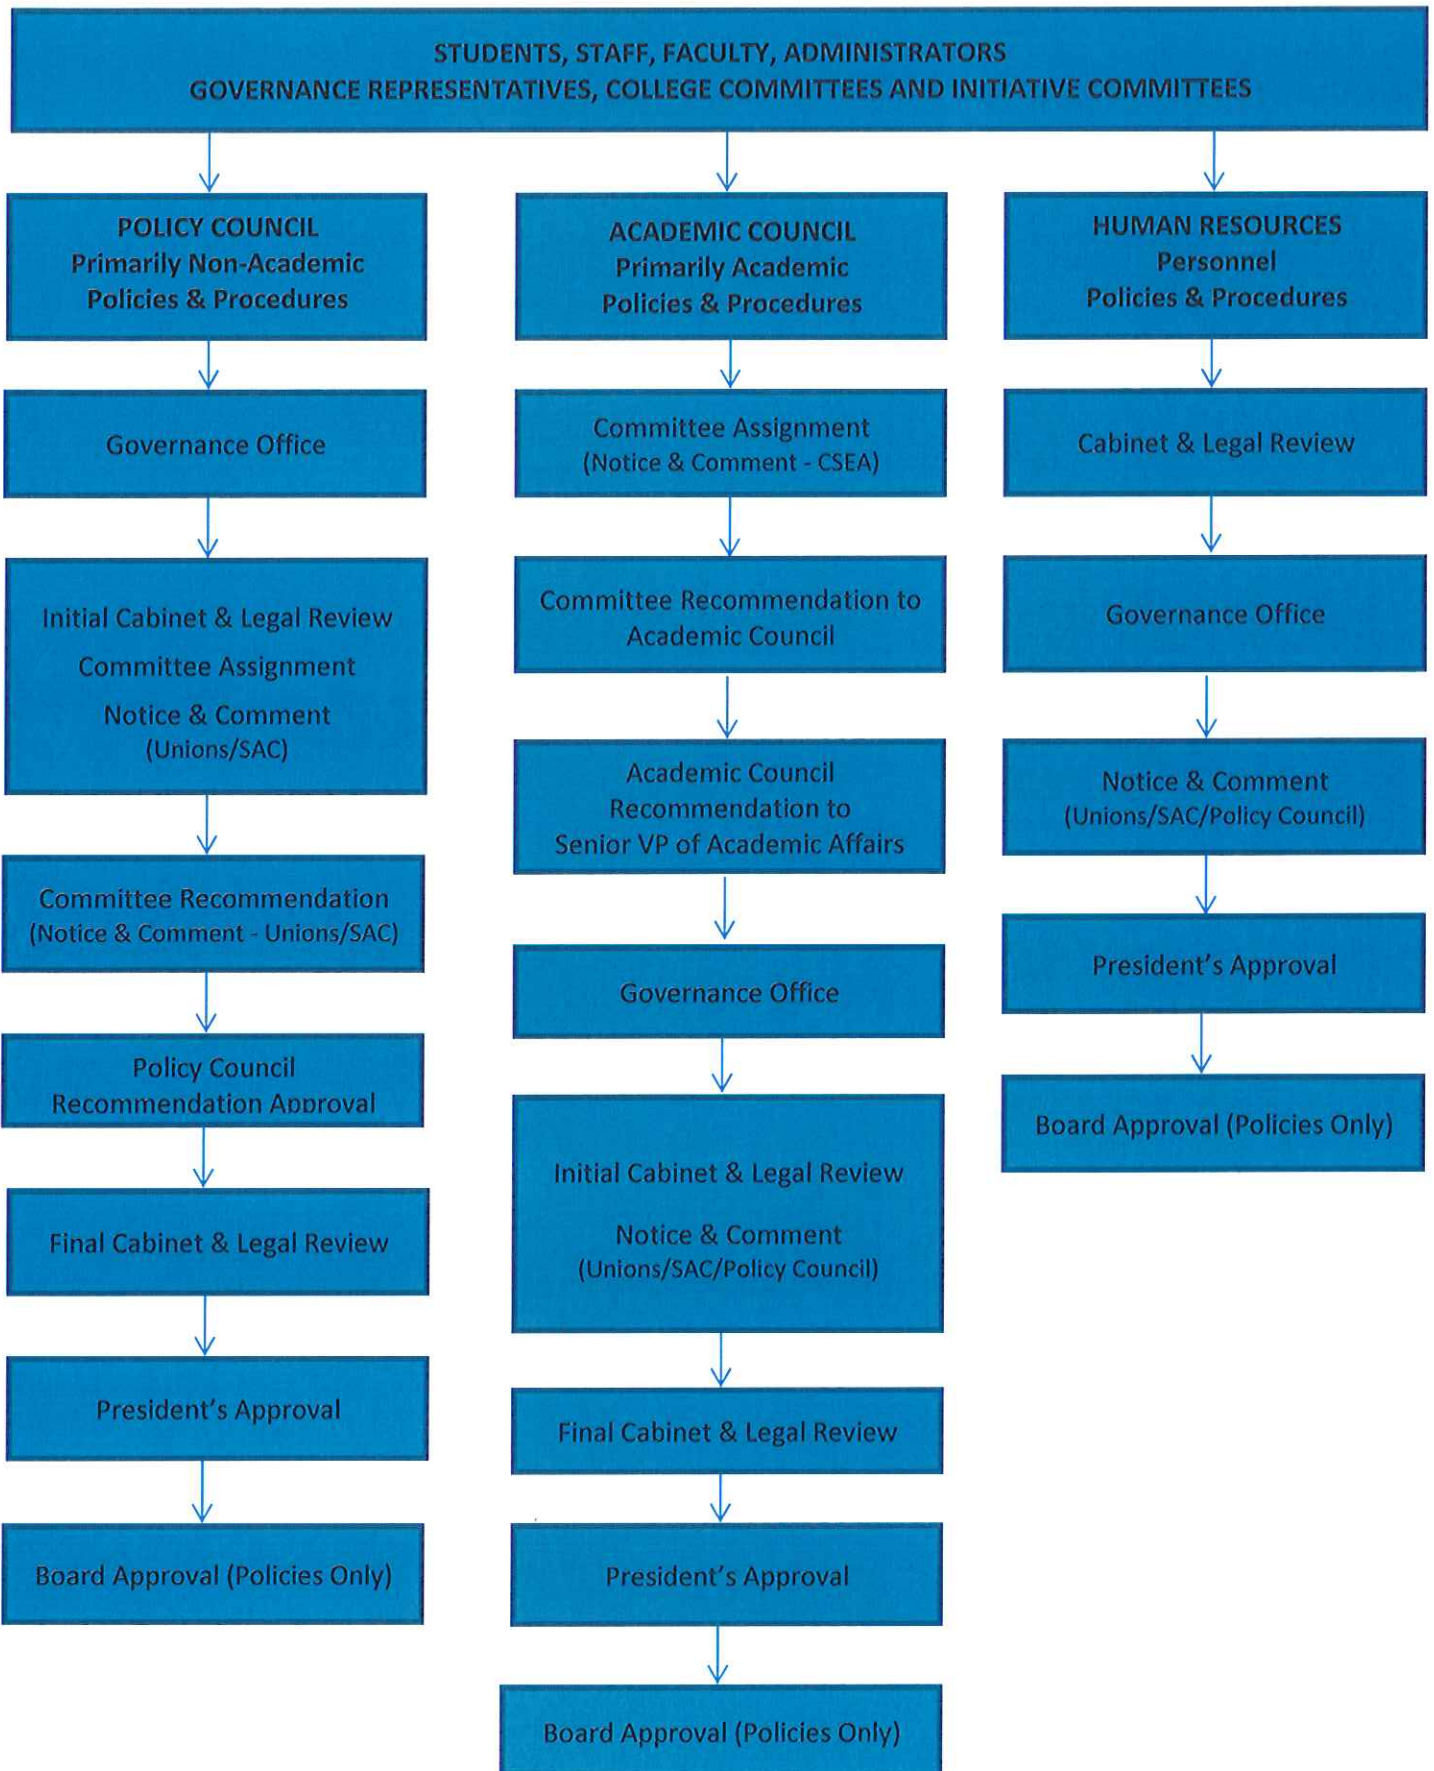 STUDENTS, STAFF, FACULTY, ADMINISTRATORS
GOVERNANCE REPRESENTATIVES, COLLEGE COMMITTEES AND INITIATIVE COMMITTEES
POLICY COUNCIL
Primarily Non-Academic
Policies & Procedures
Governance Office
Initial Cabinet & Legal Review
Committee Assignment
Notice & Comment
(Unions/SAC)
Committee Recommendation
(Notice & Comment - Unions/SAC)
Policy Council
Recommendation Approval
Final Cabinet & Legal Review
President's Approval
Board Approval (Policies Only)
ACADEMIC COUNCIL
Primarily Academic
Policies & Procedures
Committee Assignment
(Notice & Comment - CSEA)
Committee Recommendation to
Academic Council
Academic Council
Recommendation to
Senior VP of Academic Affairs
Governance Office
Initial Cabinet & Legal Review
Notice & Comment
(Unions/SAC/Policy Council)
Final Cabinet & Legal Review
President's Approval
Board Approval (Policies Only)
HUMAN RESOURCES
Personnel
Policies & Procedures
Cabinet & Legal Review
Governance Office
Notice & Comment
(Unions/SAC/Policy Council)
President's Approval
Board Approval (Policies Only)